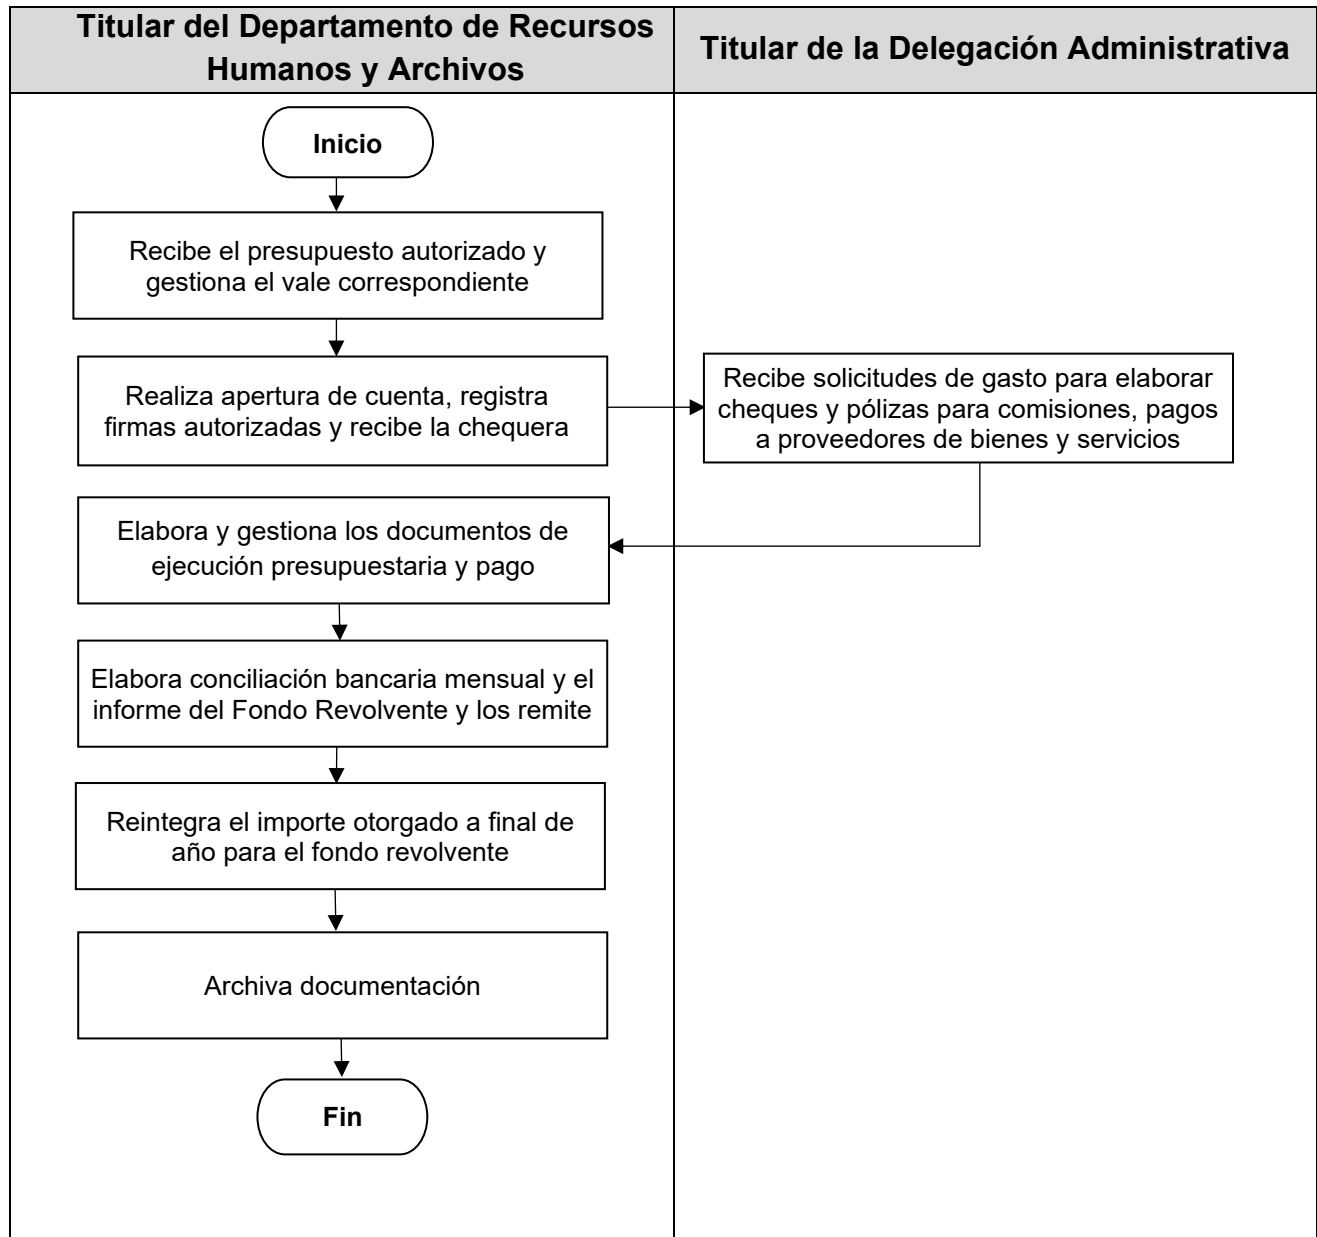 Titular del Departamento de Recursos
Humanos y Archivos
Titular de la Delegación Administrativa
Inicio
Recibe el presupuesto autorizado y
gestiona el vale correspondiente
Realiza apertura de cuenta, registra
firmas autorizadas y recibe la chequera
Recibe solicitudes de gasto para elaborar
cheques y pólizas para comisiones, pagos
a proveedores de bienes y servicios
Elabora y gestiona los documentos de
ejecución presupuestaria y pago
Elabora conciliación bancaria mensual y el
informe del Fondo Revolvente y los remite
Reintegra el importe otorgado a final de
año para el fondo revolvente
Archiva documentación
Fin